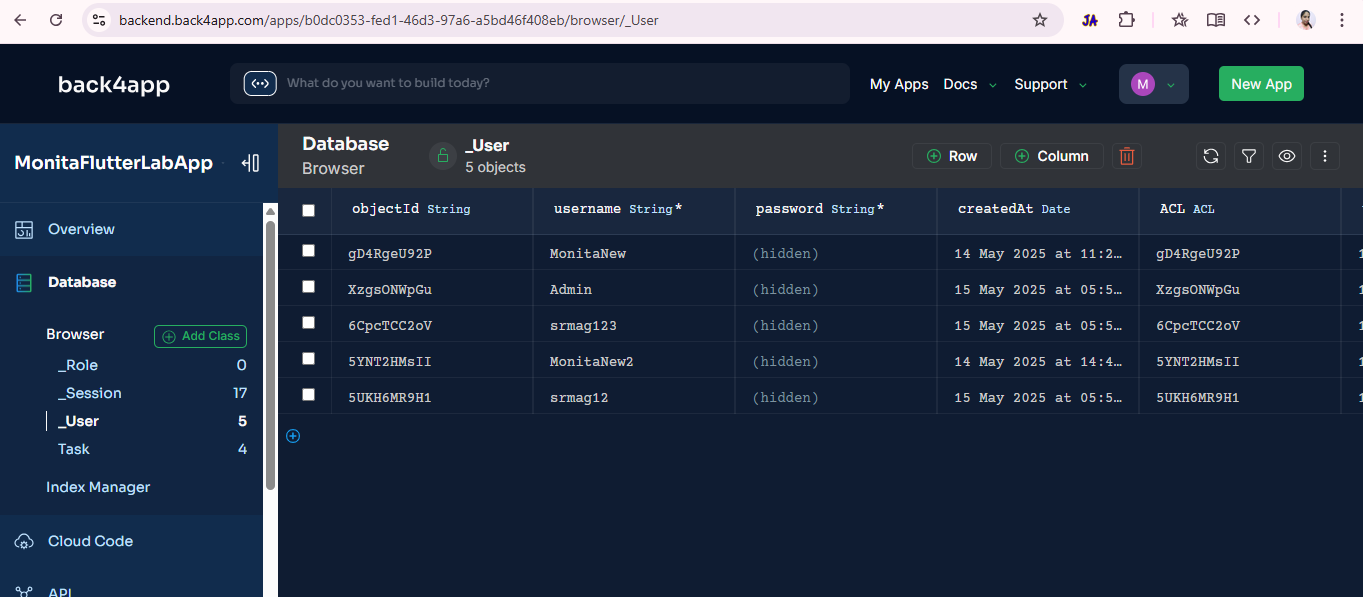 backend.back4app.com/apps/b0dc0353-fed1-46d3-97a6-a5bd46f408eb/browser/_User
JA
back4app
What do you want to build today?
My Apps Docs Support M New App
MonitaFlutterLabApp
Database
Browser
_User
5 objects
Row Column
Overview
Database
Browser Add Class
_Role 0
_Session 17
_User 5
Task 4
Index Manager
Cloud Code
API
objectId String username String* password String* createdAt Date ACL ACL
gD4RgeU92P MonitaNew (hidden) 14 May 2025 at 11:2… gD4RgeU92P
XzgsONWpGu Admin (hidden) 15 May 2025 at 05:5… XzgsONWpGu
6CpcTCC2oV srmag123 (hidden) 15 May 2025 at 05:5… 6CpcTCC2oV
5YNT2HMsII MonitaNew2 (hidden) 14 May 2025 at 14:4… 5YNT2HMsII
5UKH6MR9H1 srmag12 (hidden) 15 May 2025 at 05:5… 5UKH6MR9H1